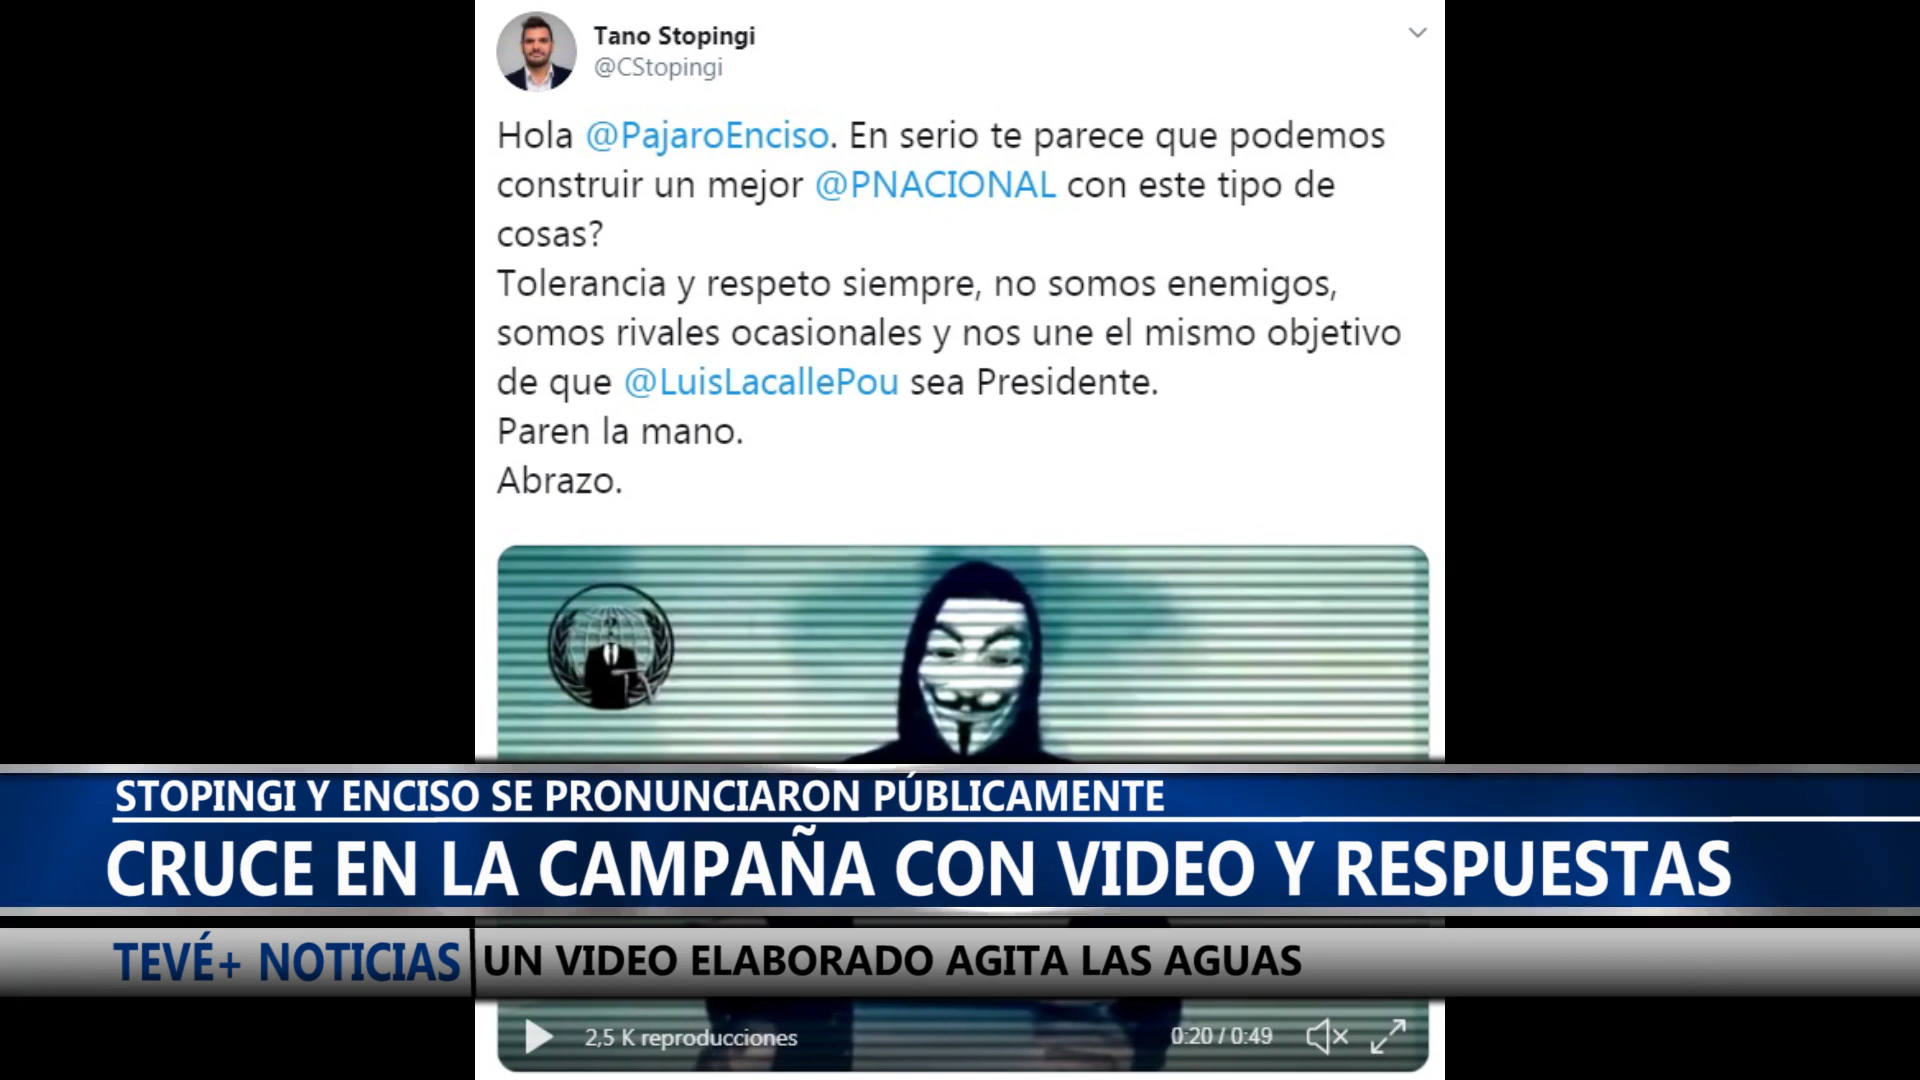 Tano Stopingi
@CStopingi
Hola @PajaroEnciso. En serio te parece que podemos
construir un mejor @PNACIONAL con este tipo de
cosas?
Tolerancia y respeto siempre, no somos enemigos,
somos rivales ocasionales y nos une el mismo objetivo
de que @LuisLacallePou sea Presidente.
Paren la mano.
Abrazo.
TV
STOPINGI Y ENCISO SE PRONUNCIARON PÚBLICAMENTE
CRUCE EN LA CAMPAÑA CON VIDEO Y RESPUESTAS
TEVÉ+ NOTICIAS UN VIDEO ELABORADO AGITA LAS AGUAS
2,5 K reproducciones 0:20 / 0:49